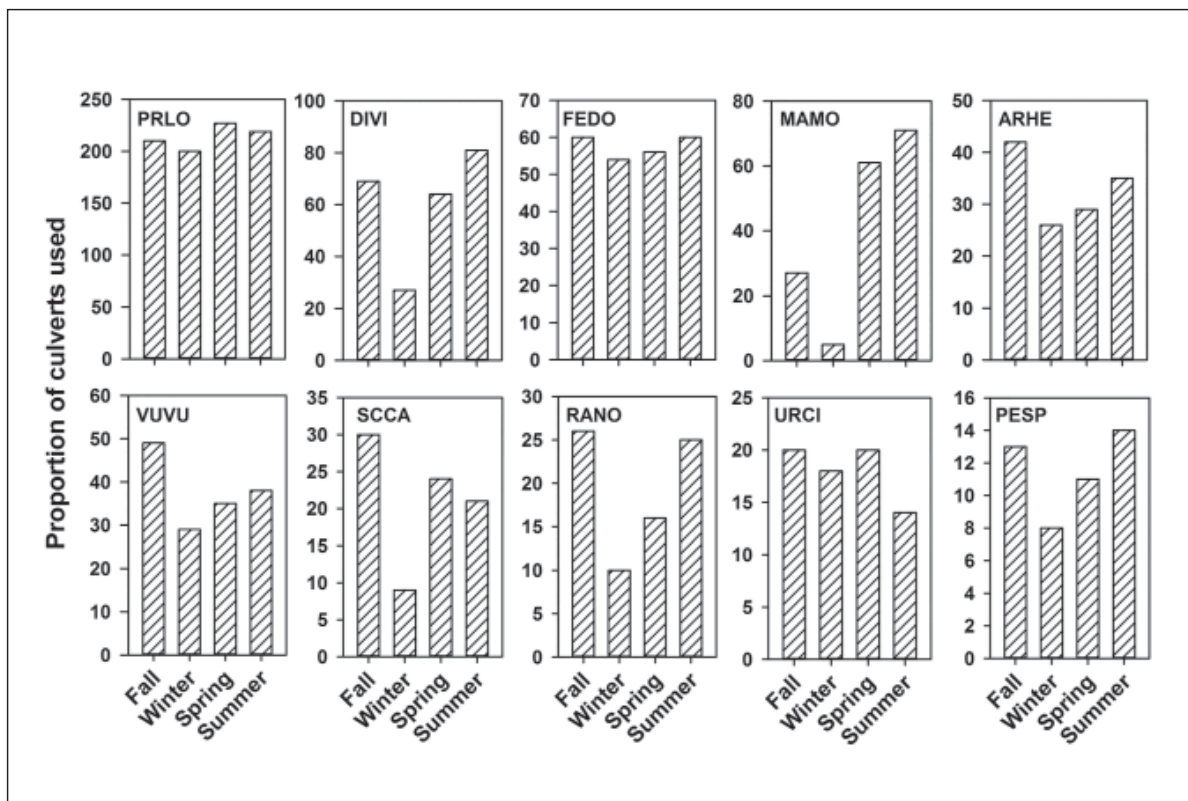 Proportion of culverts used
PRLO
250
200
150
100
50
0
DIVI
100
80
60
40
20
0
FEDO
70
60
50
40
30
20
10
0
MAMO
80
60
40
20
0
ARHE
50
40
30
20
10
0
VUVU
60
50
40
30
20
10
0
SCCA
35
30
25
20
15
10
5
0
RANO
30
25
20
15
10
5
0
URCI
25
20
15
10
5
0
PESP
16
14
12
10
8
6
4
2
0
Fall
Winter
Spring
Summer
Fall
Winter
Spring
Summer
Fall
Winter
Spring
Summer
Fall
Winter
Spring
Summer
Fall
Winter
Spring
Summer